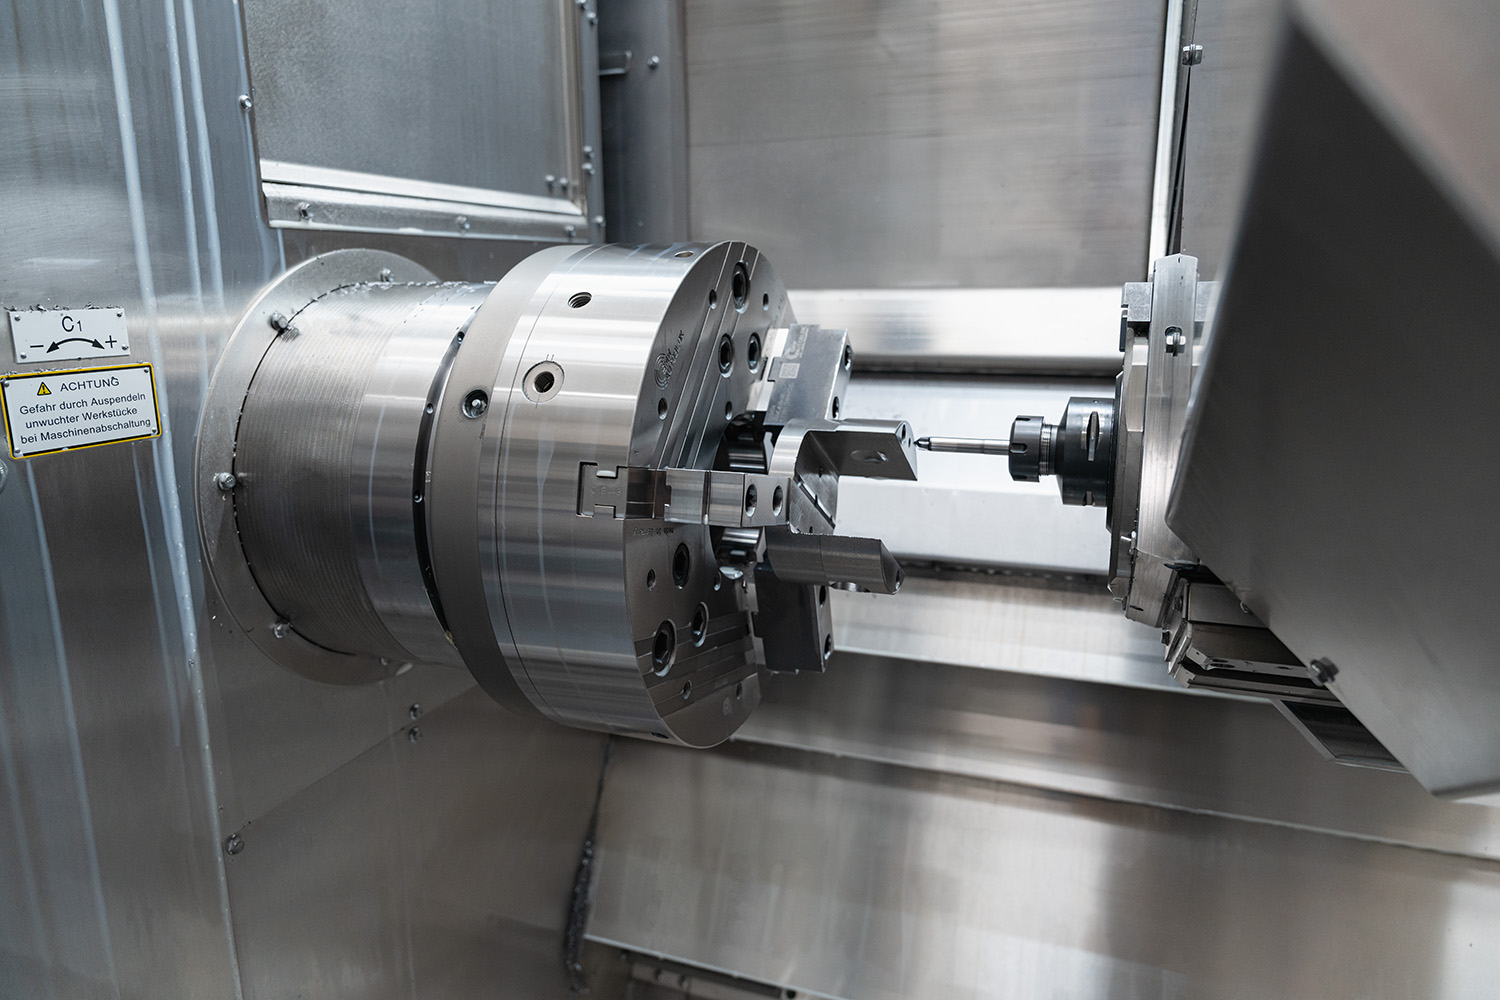 C1
- +
ACHTUNG
Gefahr durch Auspendeln
unwuchter Werkstücke
bei Maschinenabschaltung